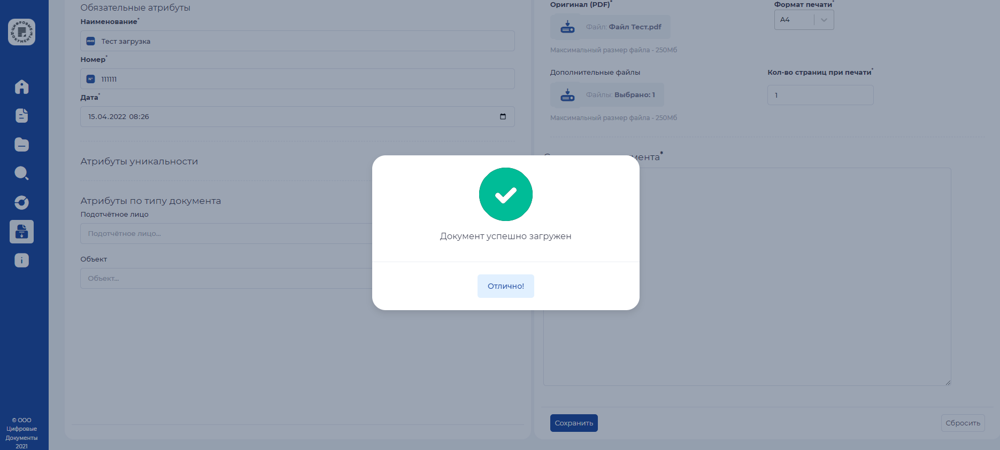 Обязательные атрибуты
Наименование*
ИМЯ Тест загрузка
Номер*
N° 111111
Дата*
15.04.2022 08:26
Атрибуты уникальности
Атрибуты по типу документа
Подотчётное лицо
Подотчётное лицо...
Объект
Объект...
Оригинал (PDF)*
Файл: Файл Тест.pdf
Максимальный размер файла - 250Мб
Формат печати*
A4
Дополнительные файлы
Файлы: Выбрано: 1
Максимальный размер файла - 250Мб
Кол-во страниц при печати*
1
мента*
Документ успешно загружен
Отлично!
Сохранить
Сбросить
ЦИФРОВЫЕ ДОКУМЕНТЫ
© ООО
Цифровые
Документы
2021